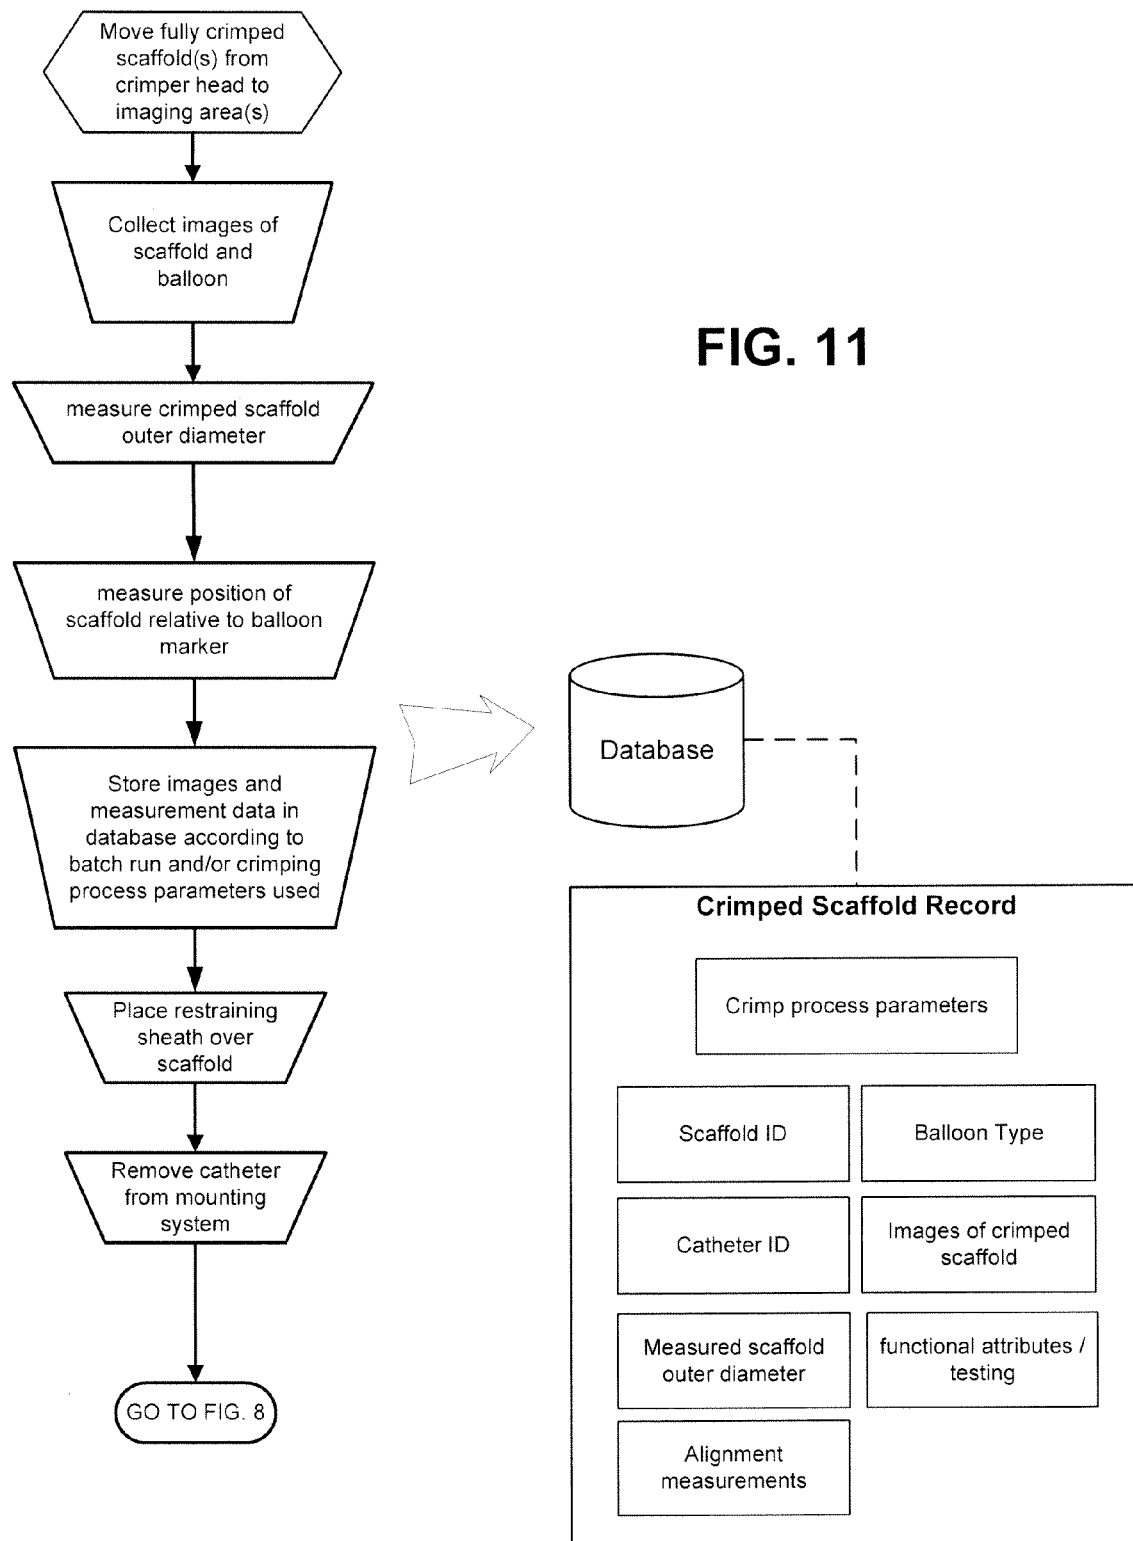 Move fully crimped
scaffold(s) from
crimper head to
imaging area(s)
Collect images of
scaffold and
balloon
FIG. 11
measure crimped scaffold
outer diameter
measure position of
scaffold relative to balloon
marker
Store images and
measurement data in
database according to
batch run and/or crimping
process parameters used
Place restraining
sheath over
scaffold
Remove catheter
from mounting
system
GO TO FIG. 8
Database
Crimped Scaffold Record
Crimp process parameters
Scaffold ID
Balloon Type
Catheter ID
Images of crimped
scaffold
Measured scaffold
outer diameter
functional attributes /
testing
Alignment
measurements